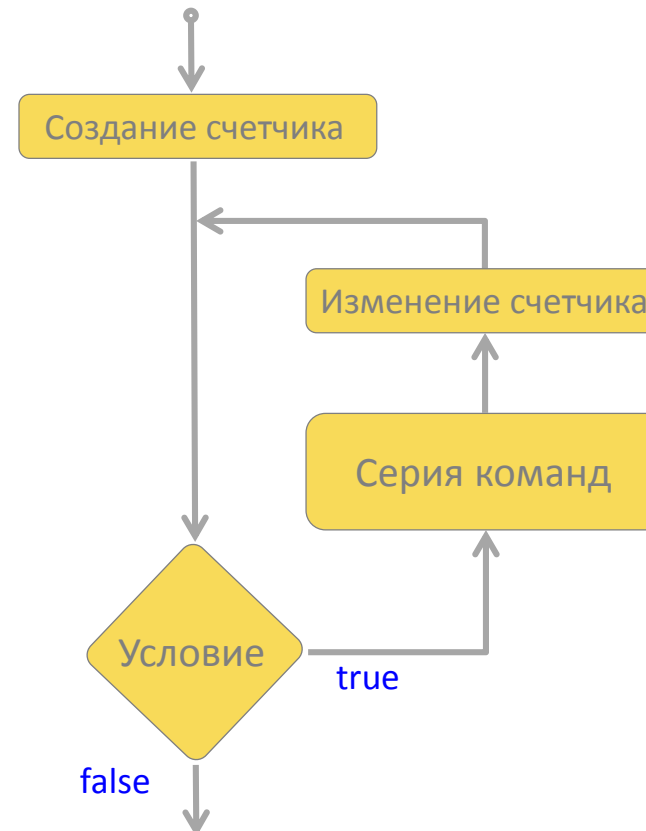 Создание счетчика
Изменение счетчика
Серия команд
Условие
true
false